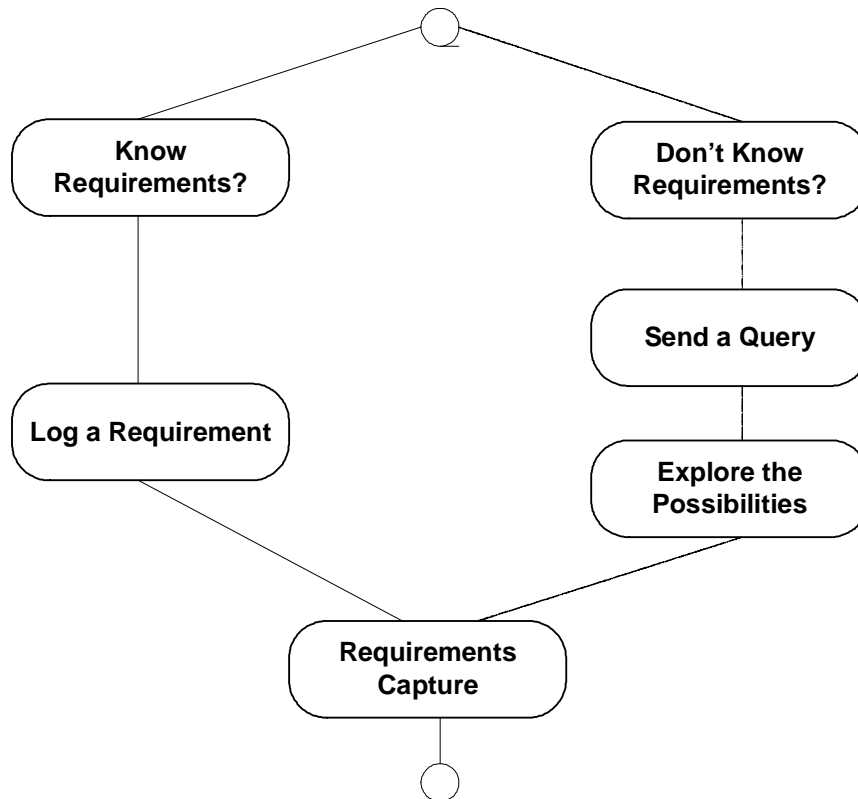 Know
Requirements?
Don’t Know
Requirements?
Send a Query
Log a Requirement
Explore the
Possibilities
Requirements
Capture